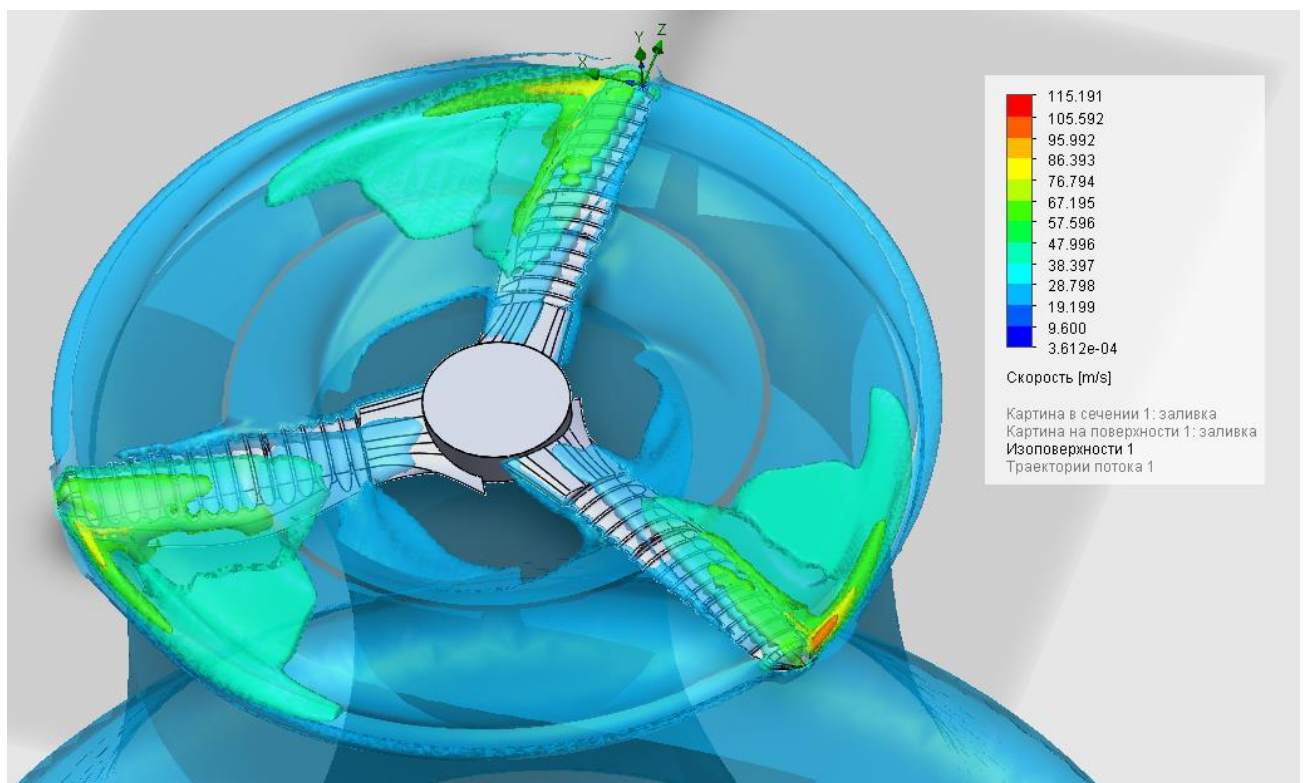 Y
Z
X
115.191
105.592
95.992
86.393
76.794
67.195
57.596
47.996
38.397
28.798
19.199
9.600
3.612e-04
Скорость [m/s]
Картина в сечении 1: заливка
Картина на поверхности 1: заливка
Изоповерхности 1
Траектории потока 1